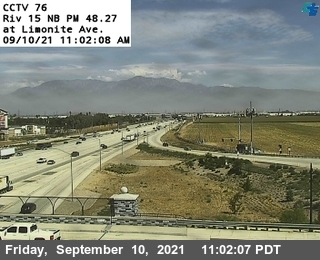 CCTV 76
Riv 15 NB PM 48.27
at Limonite Ave.
09/10/21 11:02:08 AM
Friday, September 10, 2021 11:02:07 PDT